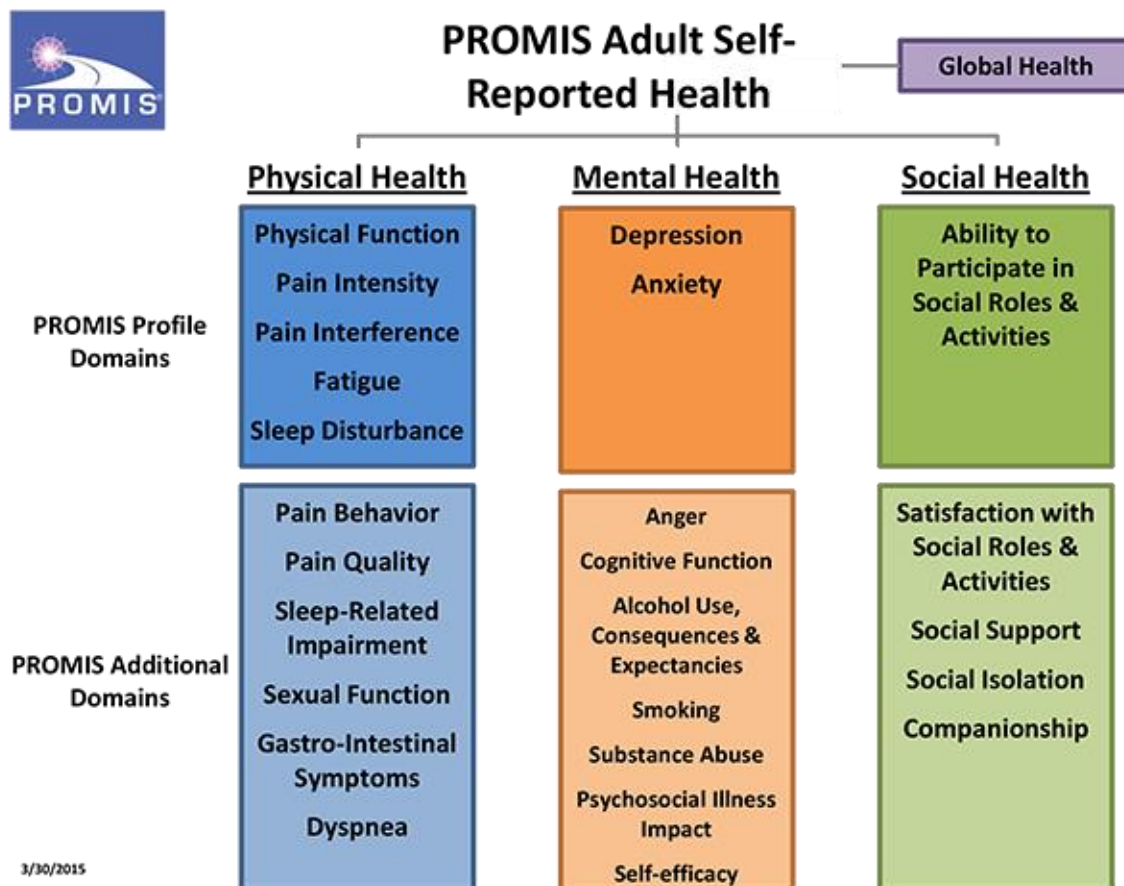 PROMIS®
PROMIS Adult Self-
Reported Health
Global Health
Physical Health
Mental Health
Social Health
PROMIS Profile
Domains
Physical Function
Pain Intensity
Pain Interference
Fatigue
Sleep Disturbance
Depression
Anxiety
Ability to
Participate in
Social Roles &
Activities
PROMIS Additional
Domains
Pain Behavior
Pain Quality
Sleep-Related
Impairment
Sexual Function
Gastro-Intestinal
Symptoms
Dyspnea
Anger
Cognitive Function
Alcohol Use,
Consequences &
Expectancies
Smoking
Substance Abuse
Psychosocial Illness
Impact
Self-efficacy
Satisfaction with
Social Roles &
Activities
Social Support
Social Isolation
Companionship
3/30/2015